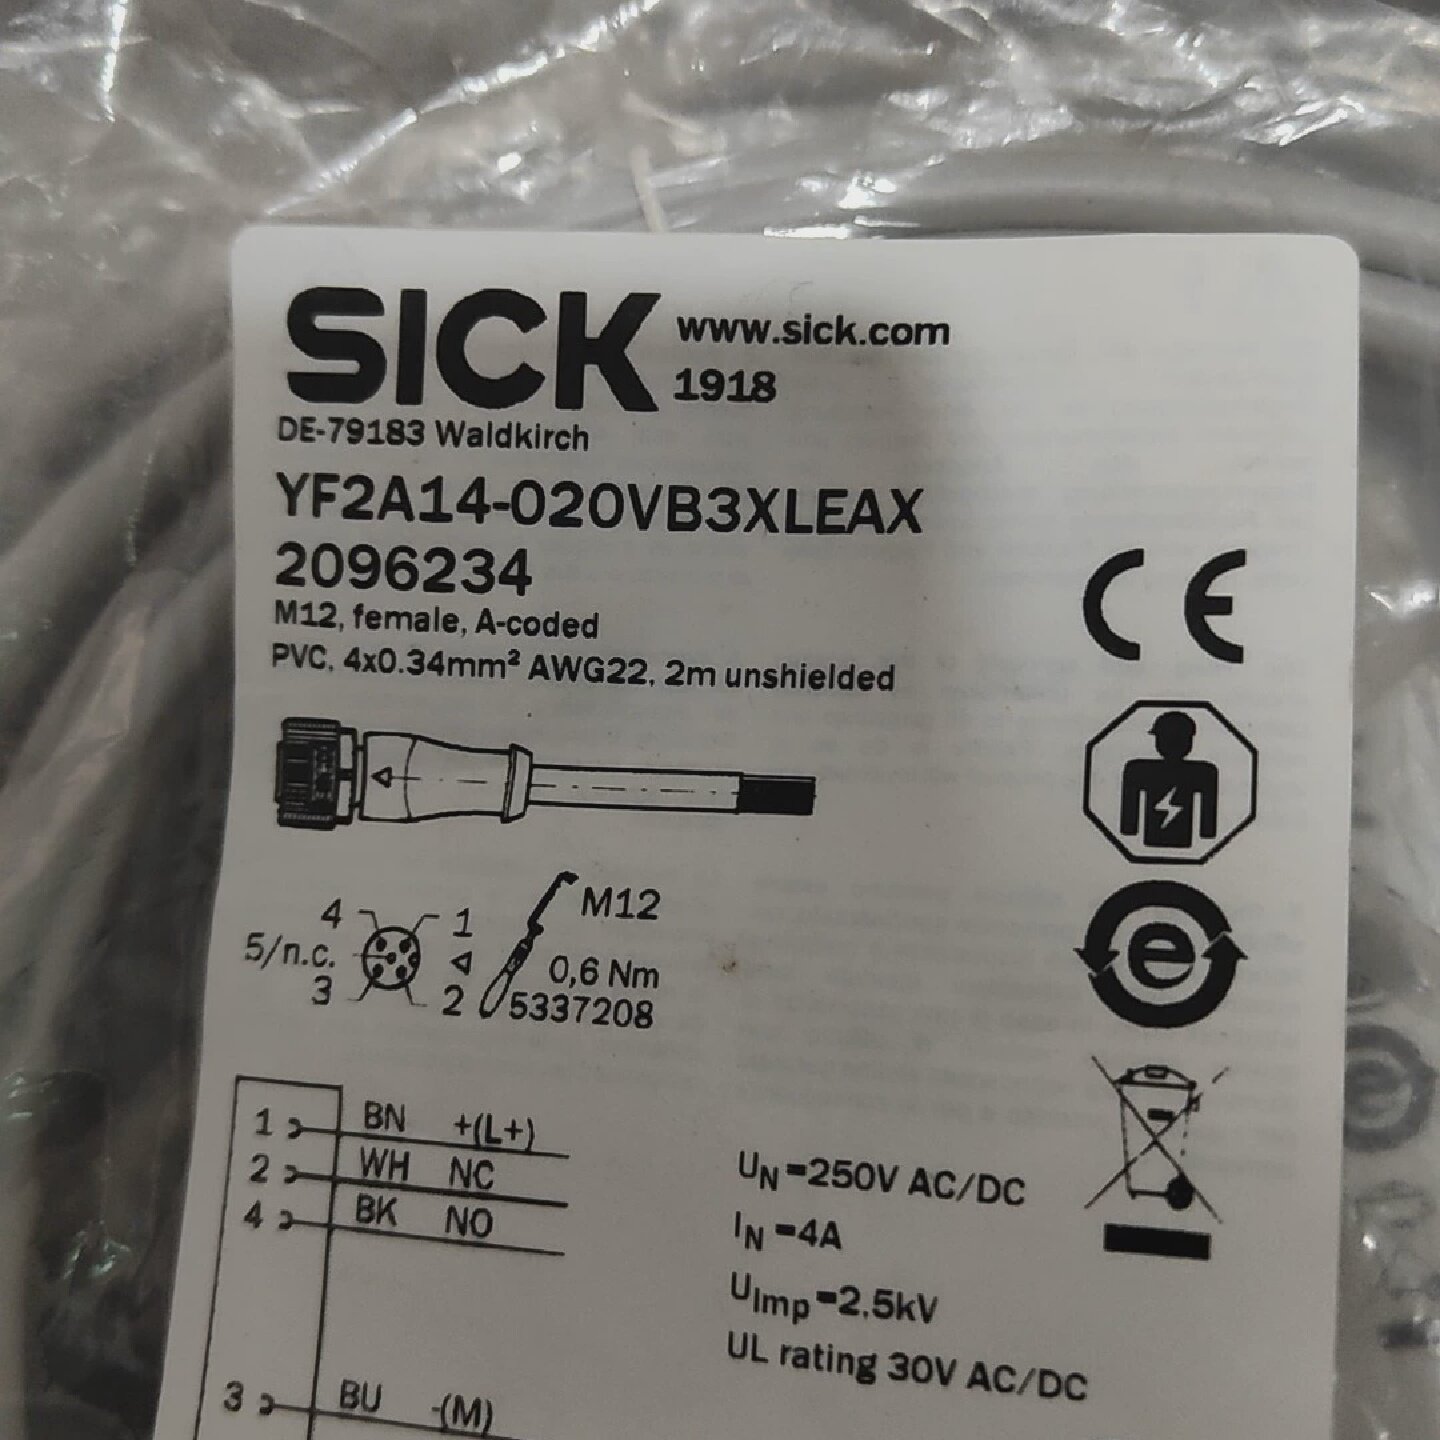 SICK www.sick.com
1918
DE-79183 Waldkirch
YF2A14-020VB3XLEAX
2096234
M12, female, A-coded
PVC, 4x0.34mm² AWG22, 2m unshielded
CE
4 1
5/n.c.
3 2
M12
0,6 Nm
5337208
e
1 BN +(L+)
2 WH NC
4 BK NO
3 BU -(M)
UN=250V AC/DC
IN=4A
UImp=2.5kV
UL rating 30V AC/DC